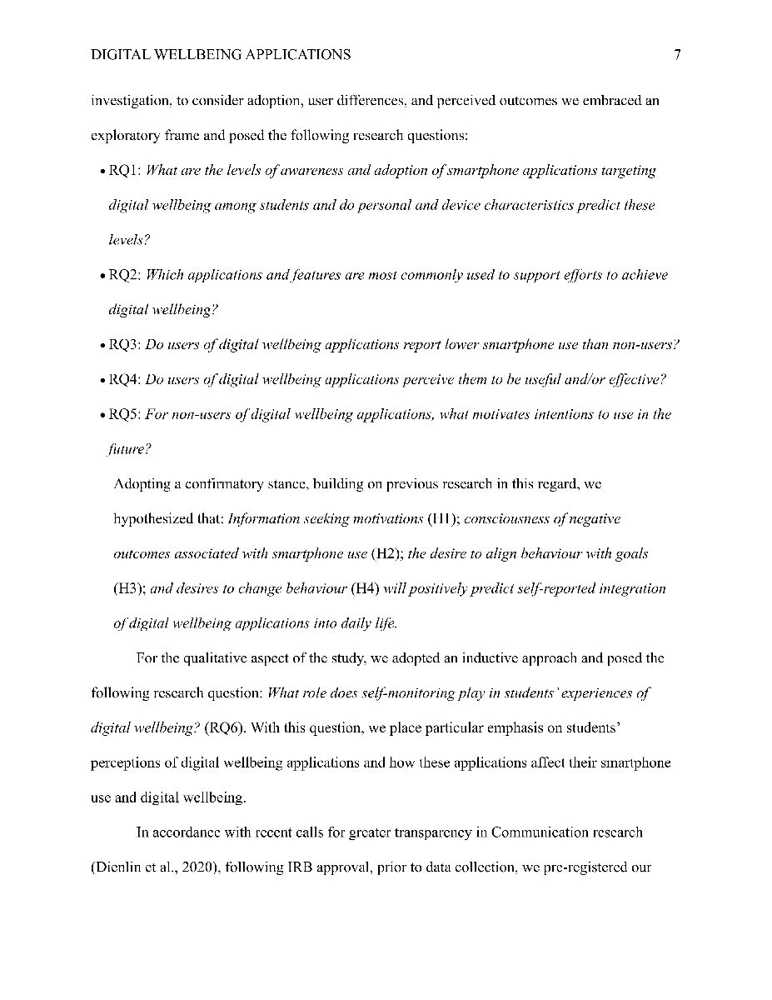 DIGITAL WELLBEING APPLICATIONS 7
investigation, to consider adoption, user differences, and perceived outcomes we embraced an
exploratory frame and posed the following research questions:
• RQ1: What are the levels of awareness and adoption of smartphone applications targeting
digital wellbeing among students and do personal and device characteristics predict these
levels?
• RQ2: Which applications and features are most commonly used to support efforts to achieve
digital wellbeing?
• RQ3: Do users of digital wellbeing applications report lower smartphone use than non-users?
• RQ4: Do users of digital wellbeing applications perceive them to be useful and/or effective?
• RQ5: For non-users of digital wellbeing applications, what motivates intentions to use in the
future?
Adopting a confirmatory stance, building on previous research in this regard, we
hypothesized that: Information seeking motivations (H1); consciousness of negative
outcomes associated with smartphone use (H2); the desire to align behaviour with goals
(H3); and desires to change behaviour (H4) will positively predict self-reported integration
of digital wellbeing applications into daily life.
For the qualitative aspect of the study, we adopted an inductive approach and posed the
following research question: What role does self-monitoring play in students' experiences of
digital wellbeing? (RQ6). With this question, we place particular emphasis on students’
perceptions of digital wellbeing applications and how these applications affect their smartphone
use and digital wellbeing.
In accordance with recent calls for greater transparency in Communication research
(Dienlin et al., 2020), following IRB approval, prior to data collection, we pre-registered our